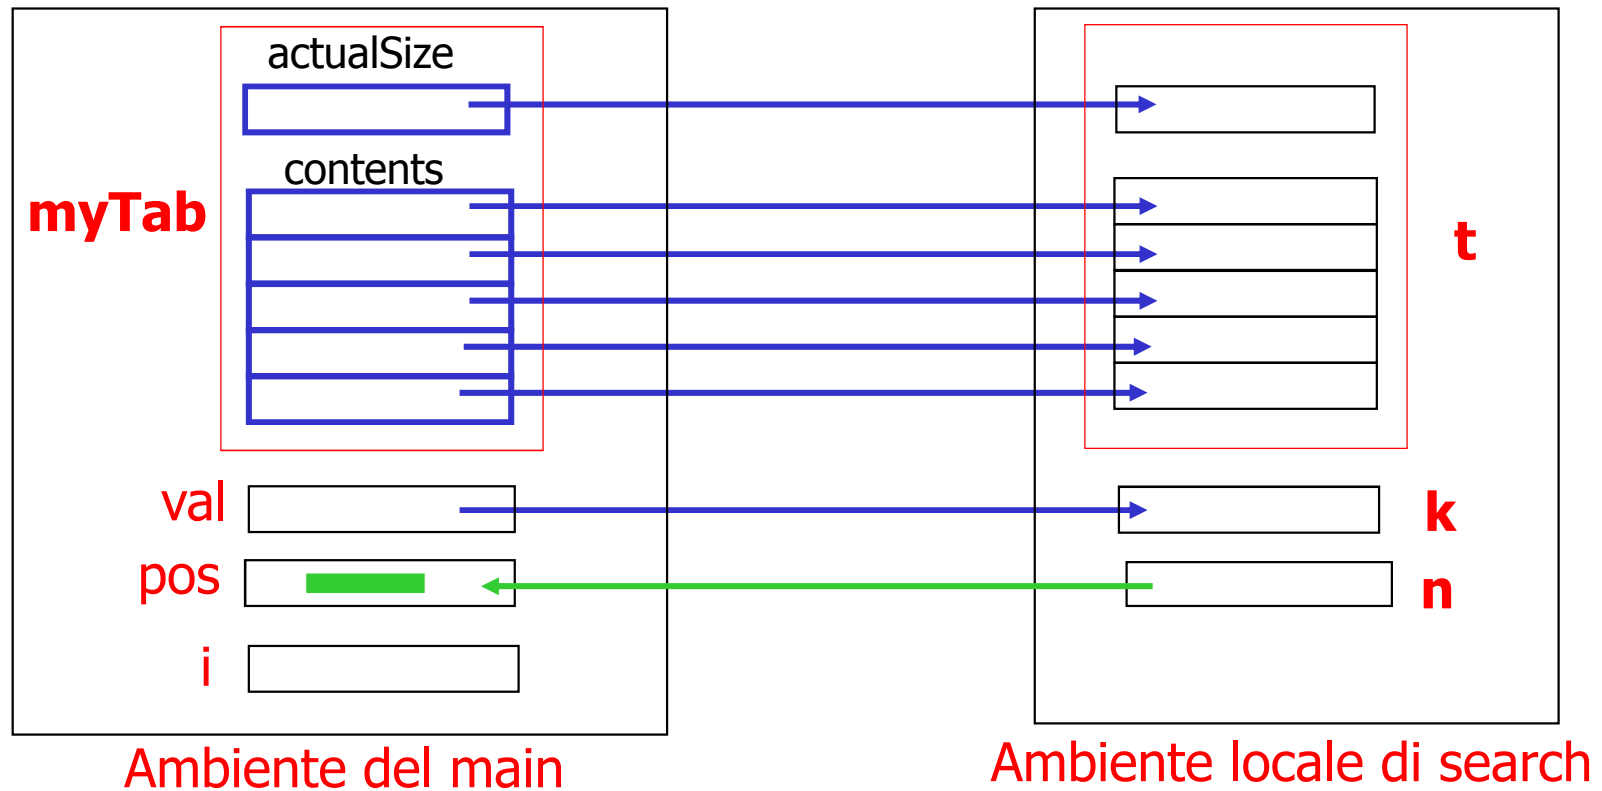 actualSize
contents
myTab
t
val
k
pos
n
i
Ambiente del main
Ambiente locale di search